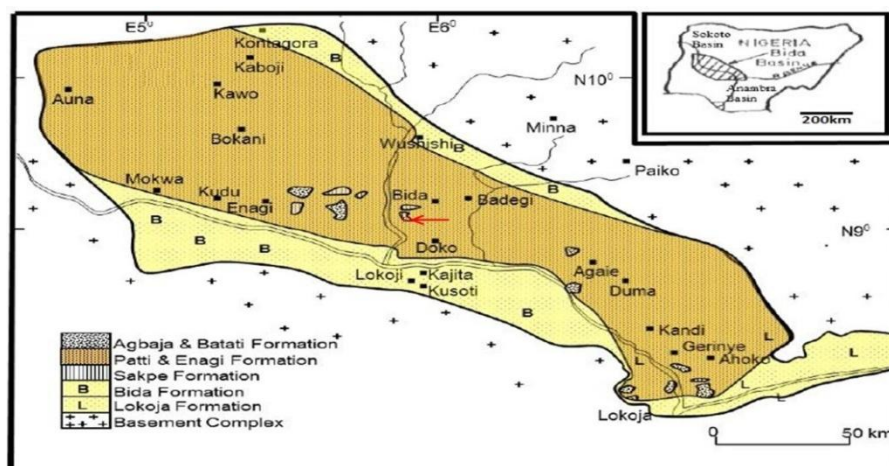 E5⁰
E6⁰
Kontagora
Kaboji
B
N10⁰
Auna
Kawo
Bokani
Wushishi
B
Minna
Paiko
Mokwa
Kudu
Enagi
Bida
Badegi
B
B
B
B
Doko
N9⁰
Lokoji
Kajita
Kusoti
Agaie
Duma
B
Kandi
Gerinye
Ahoko
L
L
L
L
L
L
Lokoja
Agbaja & Batati Formation
Patti & Enagi Formation
Sakpe Formation
B Bida Formation
L Lokoja Formation
Basement Complex
0 50 km
Sokoto
Basin
NIGERIA
Bida
Basin
Anambra
Basin
200km